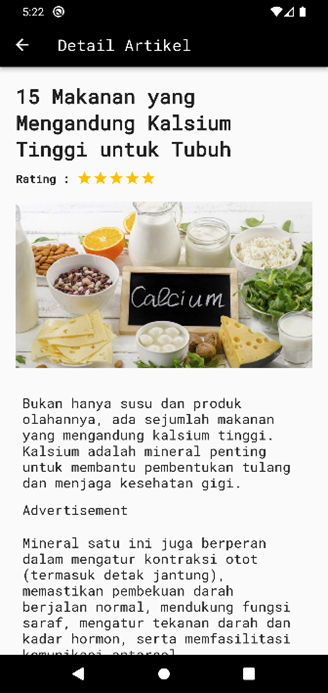 5:22
Detail Artikel
15 Makanan yang
Mengandung Kalsium
Tinggi untuk Tubuh
Rating :
Calcium
Bukan hanya susu dan produk
olahannya, ada sejumlah makanan
yang mengandung kalsium tinggi.
Kalsium adalah mineral penting
untuk membantu pembentukan tulang
dan menjaga kesehatan gigi.
Advertisement
Mineral satu ini juga berperan
dalam mengatur kontraksi otot
(termasuk detak jantung),
memastikan pembekuan darah
berjalan normal, mendukung fungsi
saraf, mengatur tekanan darah dan
kadar hormon, serta memfasilitasi
komunikasi antarsel